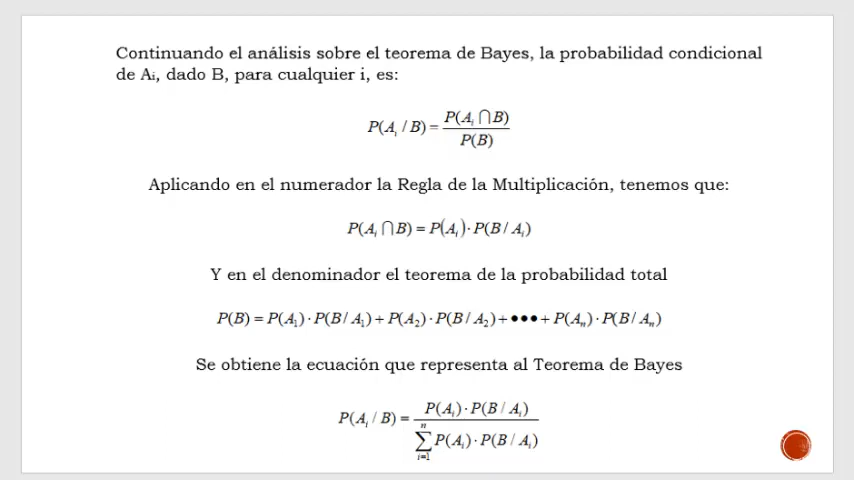 Continuando el análisis sobre el teorema de Bayes, la probabilidad condicional
de Aᵢ, dado B, para cualquier i, es:
P(Aᵢ / B) = P(Aᵢ ⋂ B) / P(B)
Aplicando en el numerador la Regla de la Multiplicación, tenemos que:
P(Aᵢ ⋂ B) = P(Aᵢ) · P(B / Aᵢ)
Y en el denominador el teorema de la probabilidad total
P(B) = P(A₁) · P(B / A₁) + P(A₂) · P(B / A₂) + ••• + P(Aₙ) · P(B / Aₙ)
Se obtiene la ecuación que representa al Teorema de Bayes
P(Aᵢ / B) = P(Aᵢ) · P(B / Aᵢ) / ∑ⁿᵢ₌₁ P(Aᵢ) · P(B / Aᵢ)